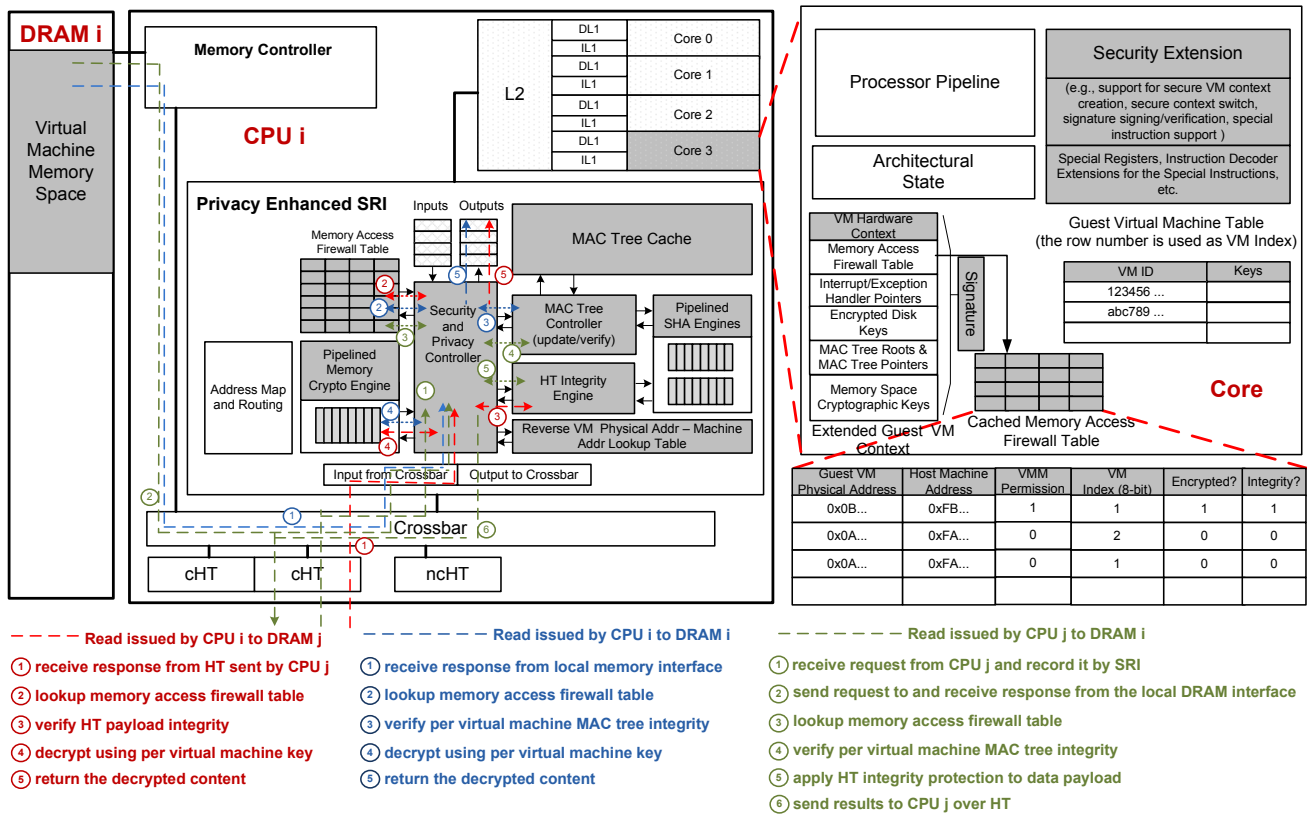 DRAM i
Virtual
Machine
Memory
Space
Memory Controller
CPU i
L2
DL1
IL1
Core 0
DL1
IL1
Core 1
DL1
IL1
Core 2
DL1
IL1
Core 3
Privacy Enhanced SRI
Inputs
Outputs
Memory Access
Firewall Table
MAC Tree Cache
Security
and
Privacy
Controller
MAC Tree
Controller
(update/verify)
Pipelined
SHA Engines
Address Map
and Routing
Pipelined
Memory
Crypto Engine
HT Integrity
Engine
Reverse VM Physical Addr – Machine
Addr Lookup Table
Input from Crossbar
Output to Crossbar
2
2
3
5
5
3
4
5
1
4
4
3
2
1
6
1
Crossbar
cHT
cHT
ncHT
Processor Pipeline
Architectural
State
Security Extension
(e.g., support for secure VM context
creation, secure context switch,
signature signing/verification, special
instruction support )
Special Registers, Instruction Decoder
Extensions for the Special Instructions,
etc.
VM Hardware
Context
Memory Access
Firewall Table
Interrupt/Exception
Handler Pointers
Encrypted Disk
Keys
MAC Tree Roots &
MAC Tree Pointers
Memory Space
Cryptographic Keys
Extended Guest VM
Context
Signature
Guest Virtual Machine Table
(the row number is used as VM Index)
VM ID Keys
123456 ...
abc789 ...
Core
Cached Memory Access
Firewall Table
Guest VM
Physical Address
Host Machine
Address
VMM
Permission
VM
Index (8-bit)
Encrypted?
Integrity?
0x0B... 0xFB... 1 1 1 1
0x0A... 0xFA... 0 2 0 0
0x0A... 0xFA... 0 1 0 0
Read issued by CPU i to DRAM j
1 receive response from HT sent by CPU j
2 lookup memory access firewall table
3 verify HT payload integrity
4 decrypt using per virtual machine key
5 return the decrypted content
Read issued by CPU i to DRAM i
1 receive response from local memory interface
2 lookup memory access firewall table
3 verify per virtual machine MAC tree integrity
4 decrypt using per virtual machine key
5 return the decrypted content
Read issued by CPU j to DRAM i
1 receive request from CPU j and record it by SRI
2 send request to and receive response from the local DRAM interface
3 lookup memory access firewall table
4 verify per virtual machine MAC tree integrity
5 apply HT integrity protection to data payload
6 send results to CPU j over HT